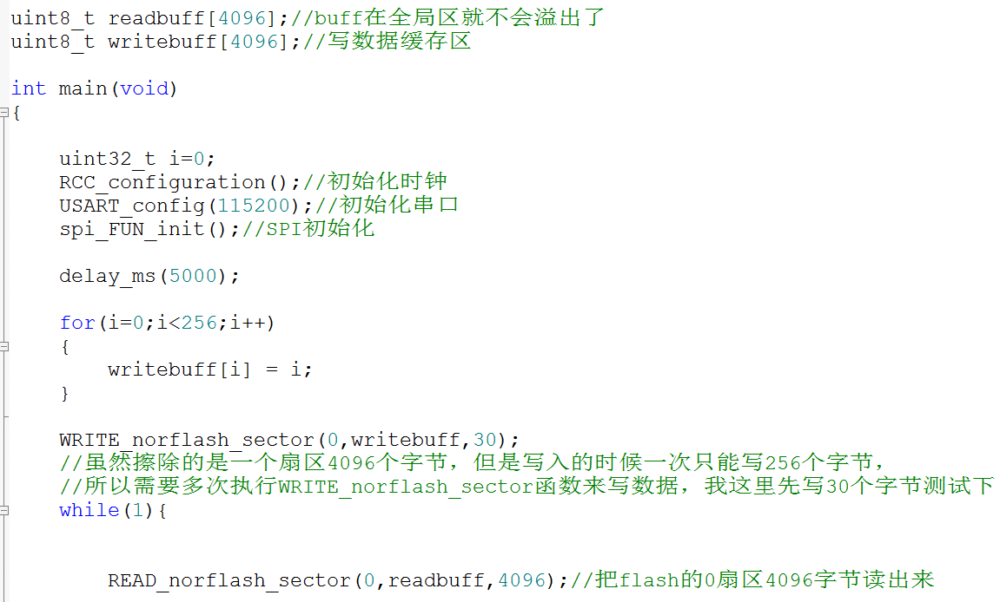 uint8_t readbuff[4096];//buff在全局区就不会溢出了
uint8_t writebuff[4096];//写数据缓存区
int main(void)
{
uint32_t i=0;
RCC_configuration();//初始化时钟
USART_config(115200);//初始化串口
spi_FUN_init();//SPI初始化
delay_ms(5000);
for(i=0;i<256;i++)
{
writebuff[i] = i;
}
WRITE_norflash_sector(0,writebuff,30);
//虽然擦除的是一个扇区4096个字节，但是写入的时候一次只能写256个字节，
//所以需要多次执行WRITE_norflash_sector函数来写数据，我这里先写30个字节测试下
while(1){
READ_norflash_sector(0,readbuff,4096);//把flash的0扇区4096字节读出来